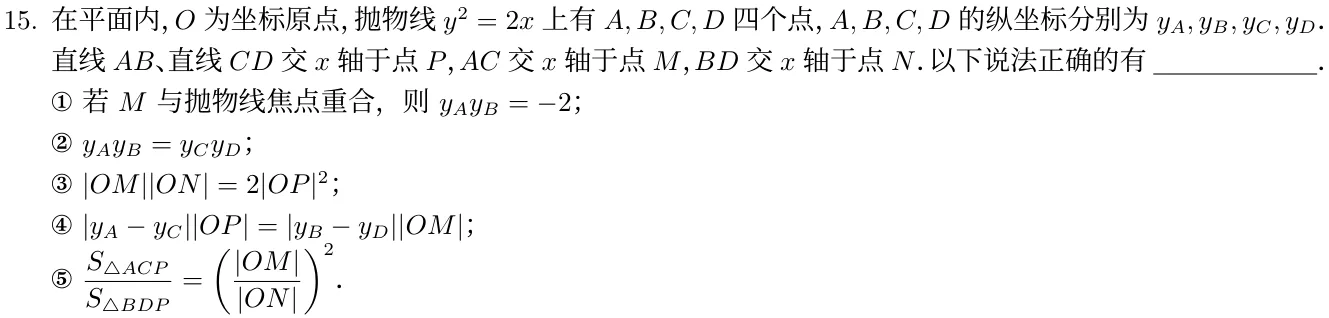 15. 在平面内, O 为坐标原点, 抛物线 y² = 2x 上有 A, B, C, D 四个点, A, B, C, D 的纵坐标分别为 y_A, y_B, y_C, y_D.
直线 AB、直线 CD 交 x 轴于点 P, AC 交 x 轴于点 M, BD 交 x 轴于点 N. 以下说法正确的有 ____________.
① 若 M 与抛物线焦点重合，则 y_A y_B = −2;
② y_A y_B = y_C y_D;
③ |OM||ON| = 2|OP|²;
④ |y_A − y_C||OP| = |y_B − y_D||OM|;
⑤ \frac{S_{△ACP}}{S_{△BDP}} = \left(\frac{|OM|}{|ON|}\right)^2.